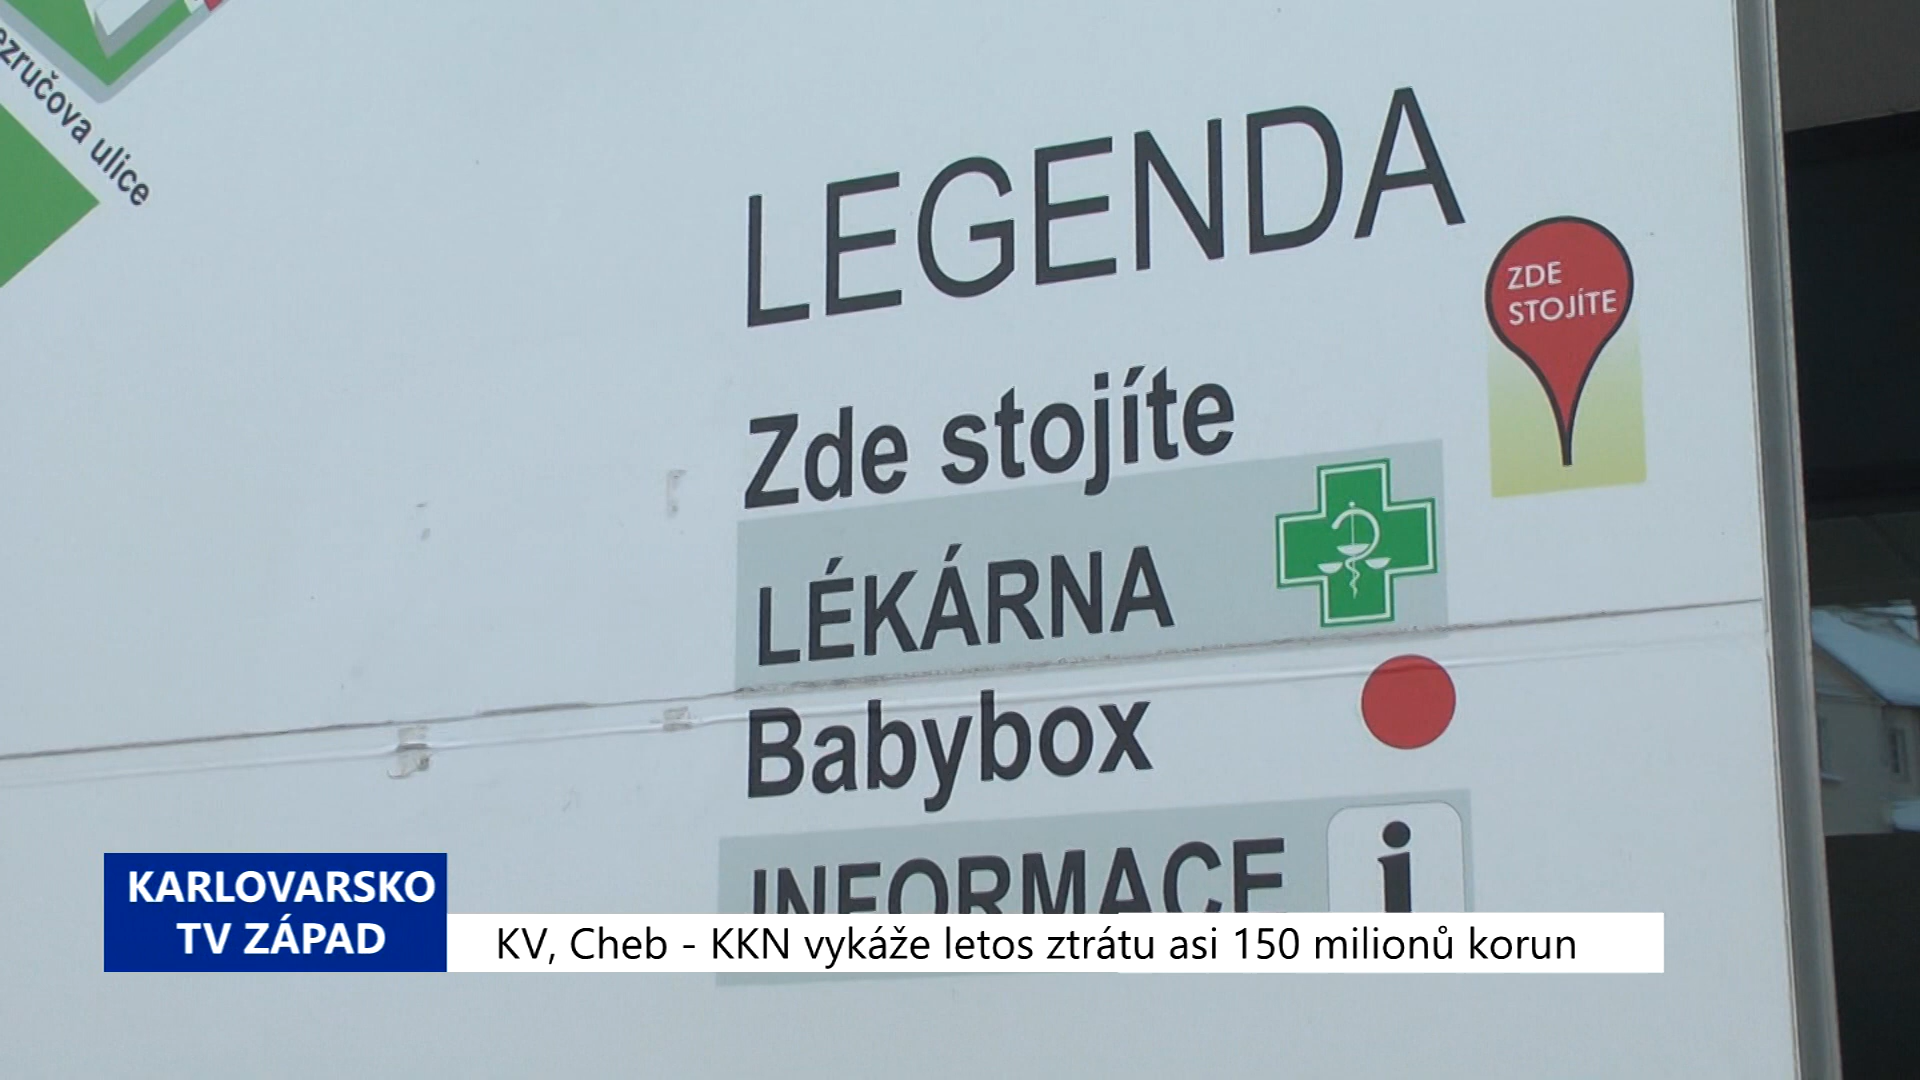 ulice
LEGENDA
ZDE
STOJÍTE
Zde stojíte
LÉKÁRNA
Babybox
INFORMACE
i
KARLOVARSKO
TV ZÁPAD
KV, Cheb - KKN vykáže letos ztrátu asi 150 milionů korun